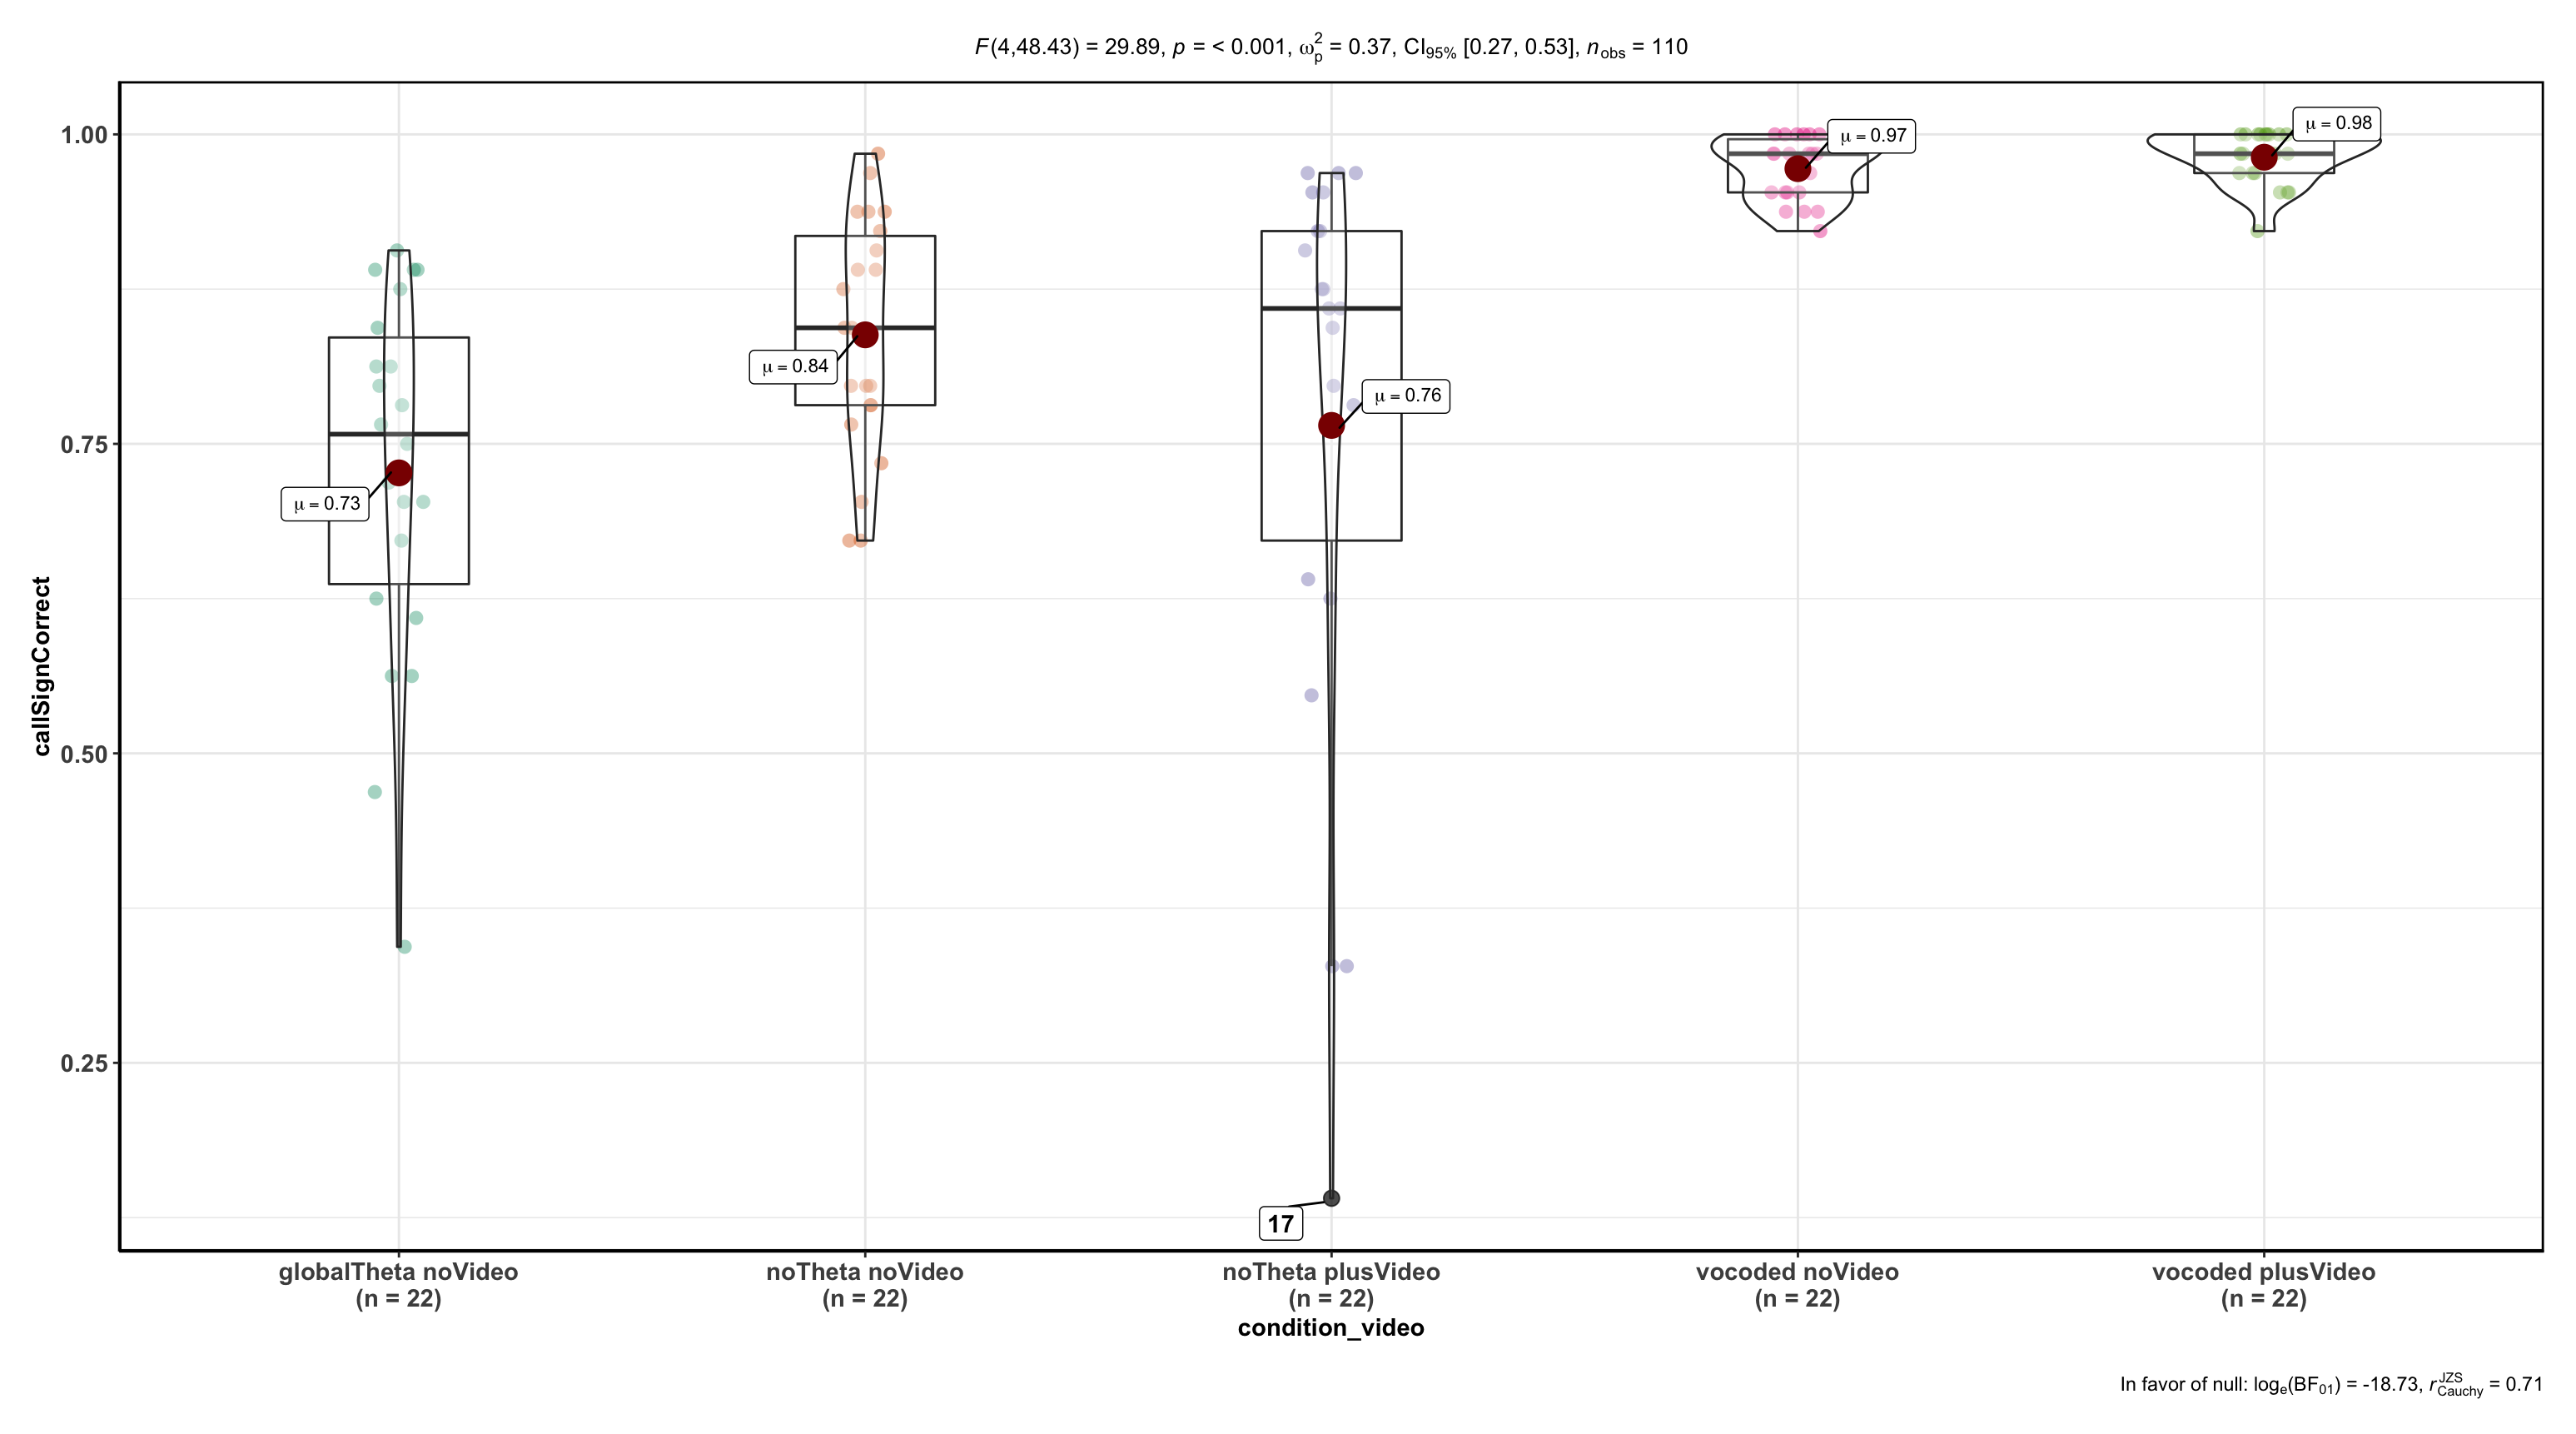 F(4,48.43) = 29.89, p = < 0.001, ω²ₚ = 0.37, CI₉₅% [0.27, 0.53], n_obs = 110
callSignCorrect
1.00
0.75
0.50
0.25
μ = 0.73
μ = 0.84
μ = 0.76
μ = 0.97
μ = 0.98
17
globalTheta noVideo
(n = 22)
noTheta noVideo
(n = 22)
noTheta plusVideo
(n = 22)
vocoded noVideo
(n = 22)
vocoded plusVideo
(n = 22)
condition_video
In favor of null: logₑ(BF₀₁) = -18.73, r^JZS_Cauchy = 0.71